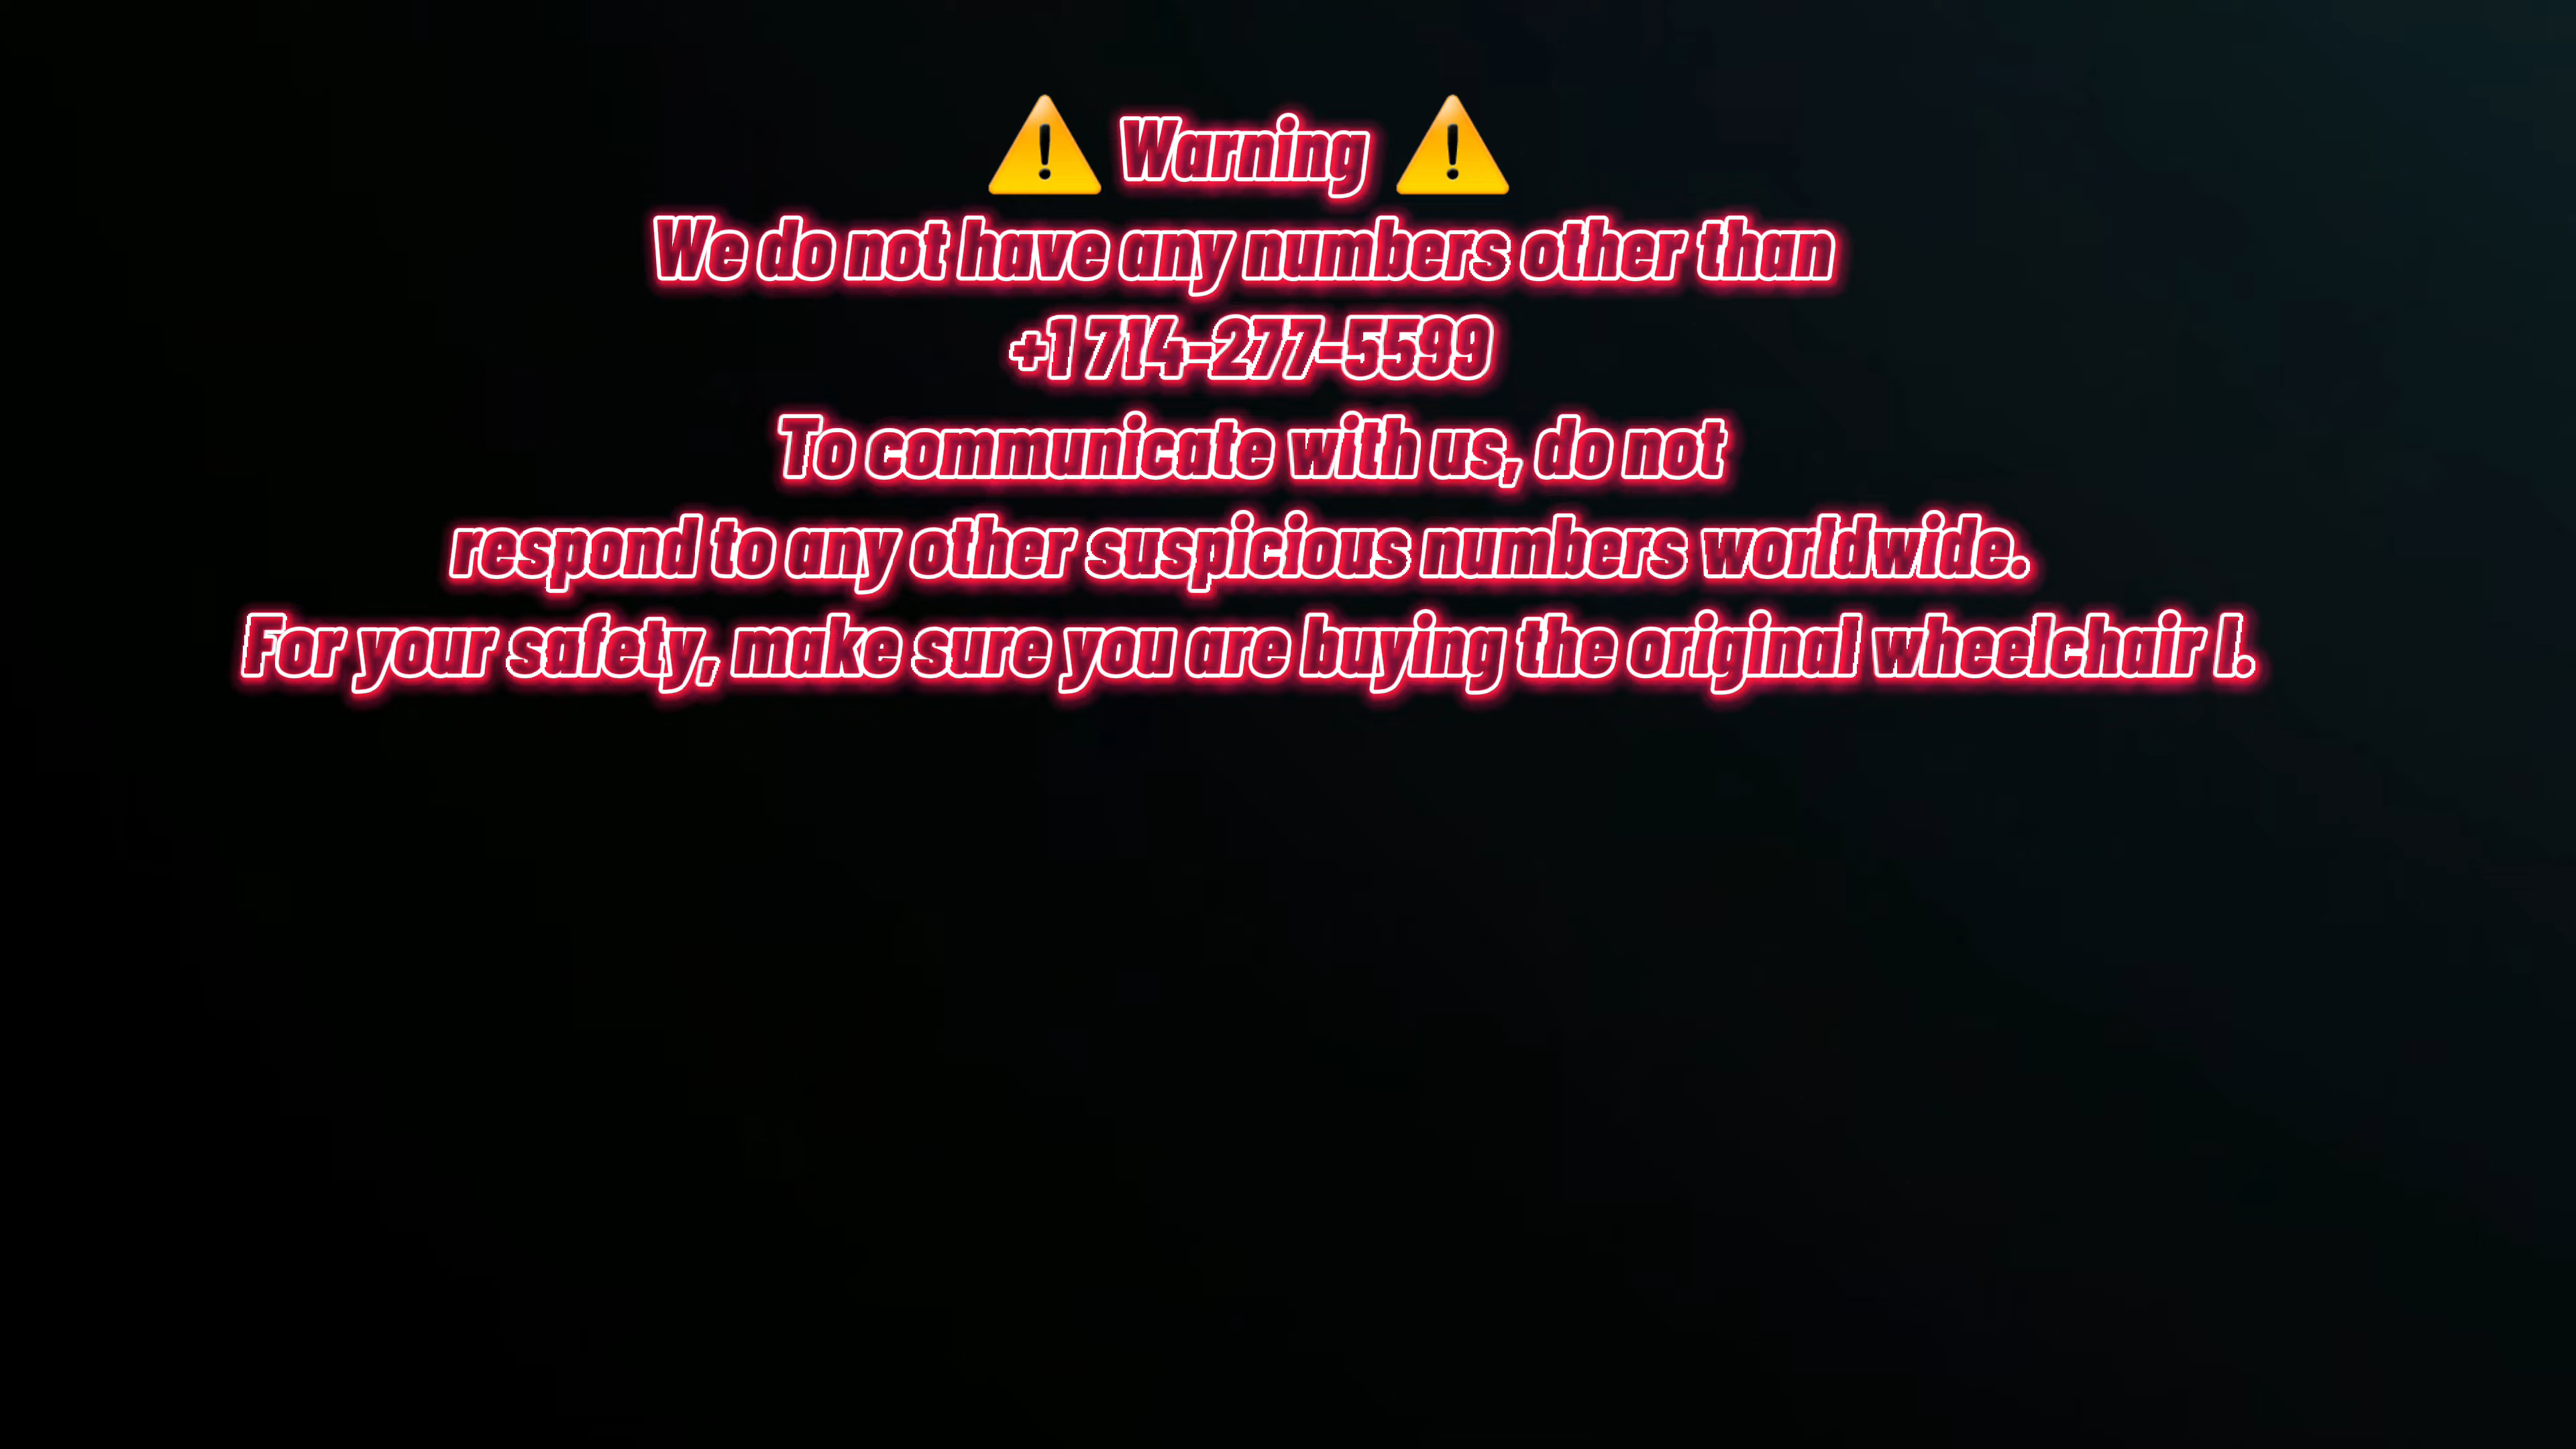 ⚠️ Warning ⚠️
We do not have any numbers other than
+1 714-277-5599
To communicate with us, do not
respond to any other suspicious numbers worldwide.
For your safety, make sure you are buying the original wheelchair l.